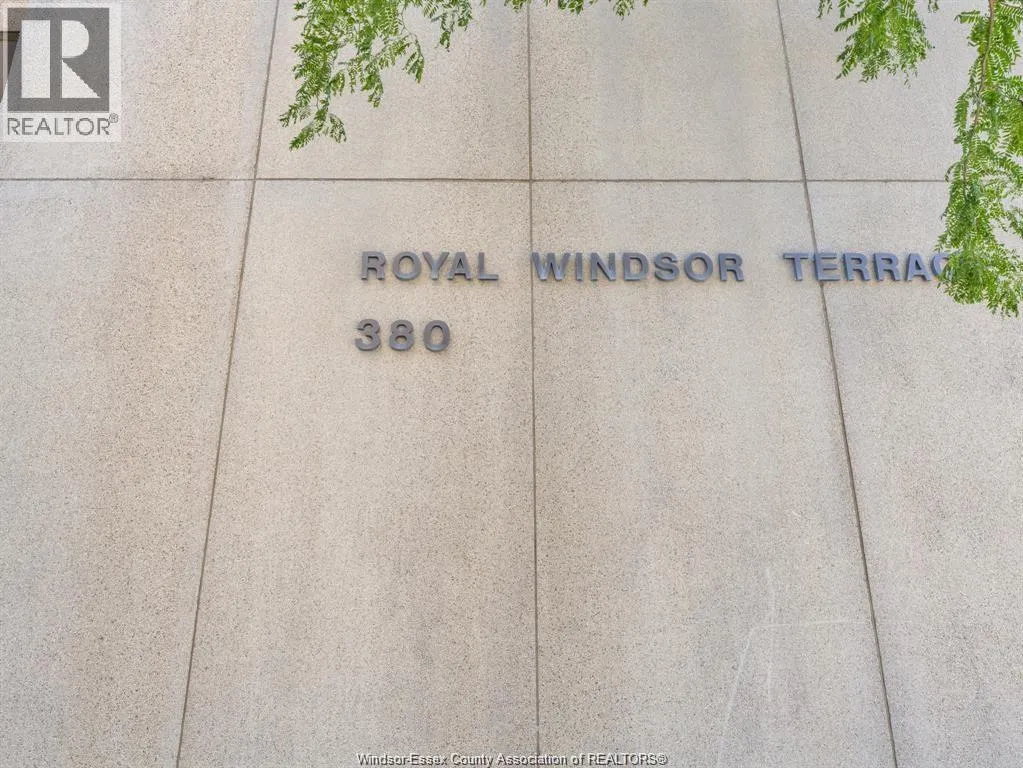 R
REALTOR®
ROYAL WINDSOR TERRAC
380
Windsor-Essex County Association of REALTORS®